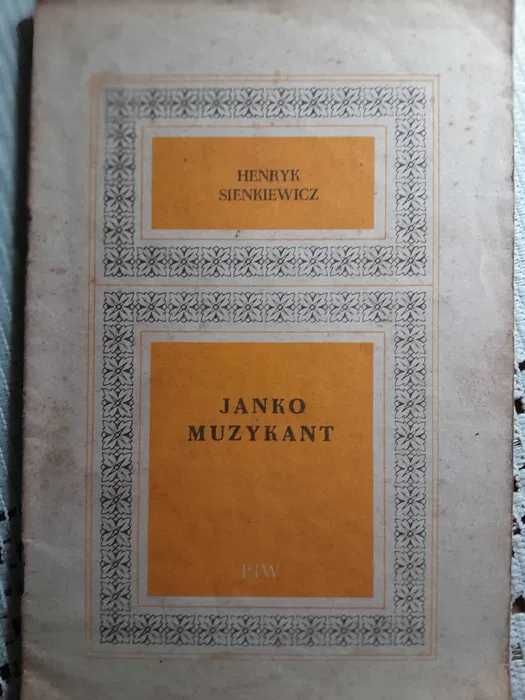 HENRYK
SIENKIEWICZ
JANKO
MUZYKANT
PIW